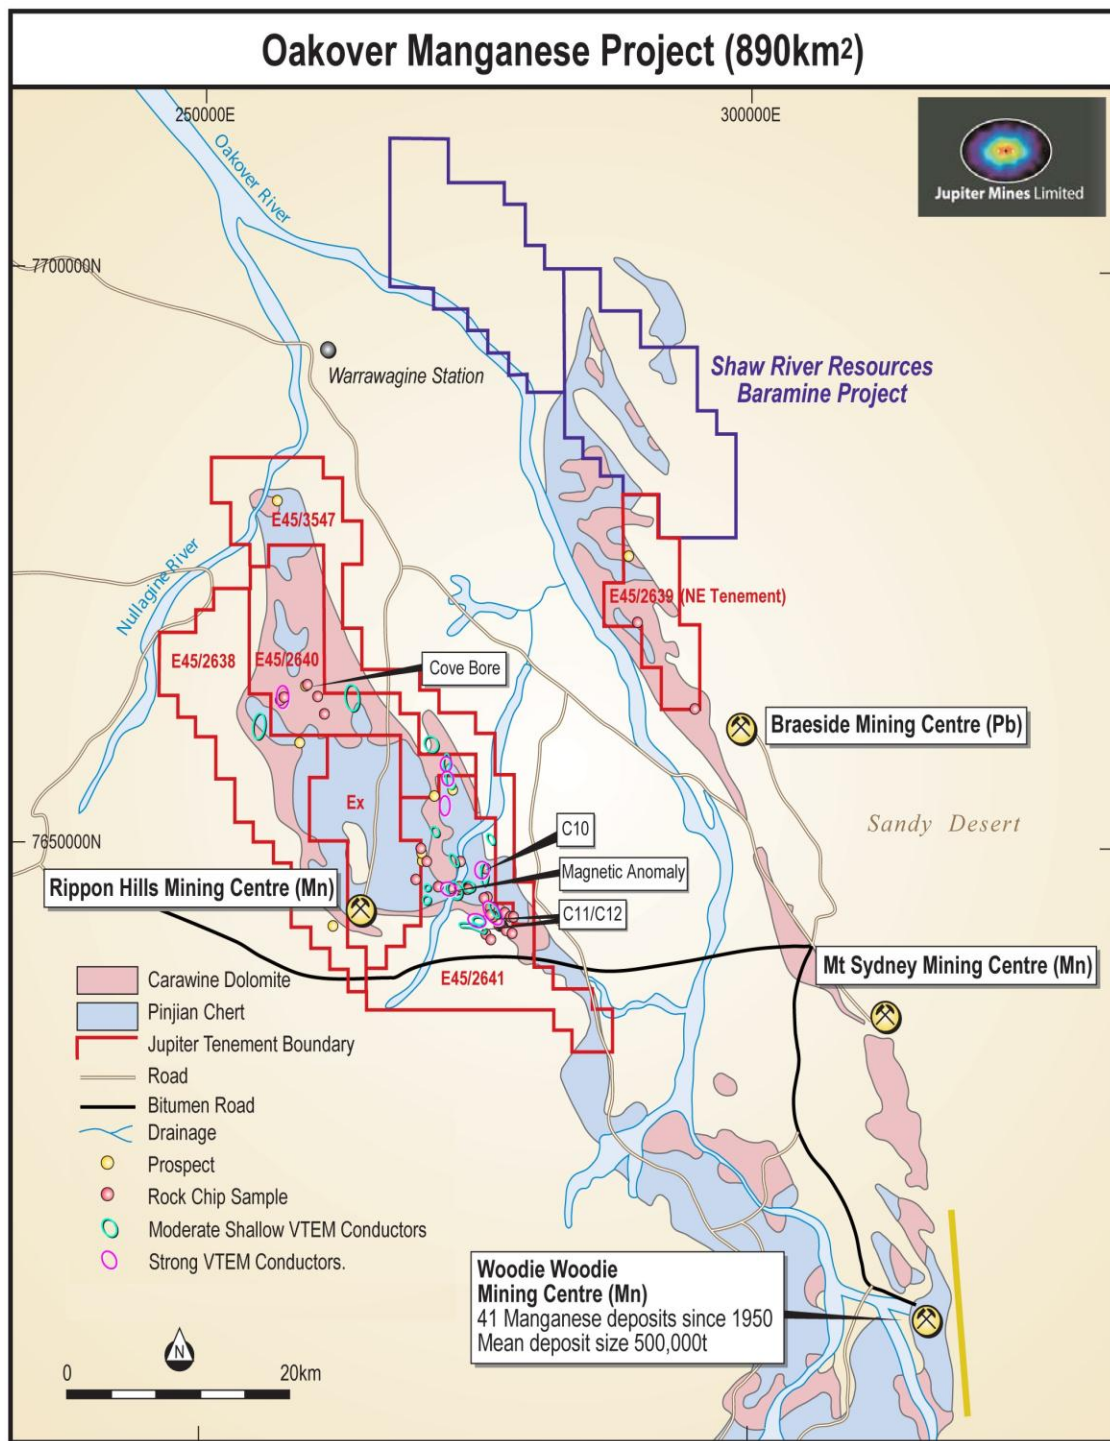 Oakover Manganese Project (890km2)
250000E
300000E
Oakover River
Jupiter Mines Limited
7700000N
Warrawagine Station
Shaw River Resources
Baramine Project
E45/3547
Nullagine River
E45/2639 (NE Tenement)
E45/2638
E45/2640
Cove Bore
Braeside Mining Centre (Pb)
Ex
Sandy Desert
7650000N
C10
Magnetic Anomaly
Rippon Hills Mining Centre (Mn)
C11/C12
Mt Sydney Mining Centre (Mn)
E45/2641
Carawine Dolomite
Pinjian Chert
Jupiter Tenement Boundary
Road
Bitumen Road
Drainage
Prospect
Rock Chip Sample
Moderate Shallow VTEM Conductors
Strong VTEM Conductors.
Woodie Woodie
Mining Centre (Mn)
41 Manganese deposits since 1950
Mean deposit size 500,000t
N
0
20km